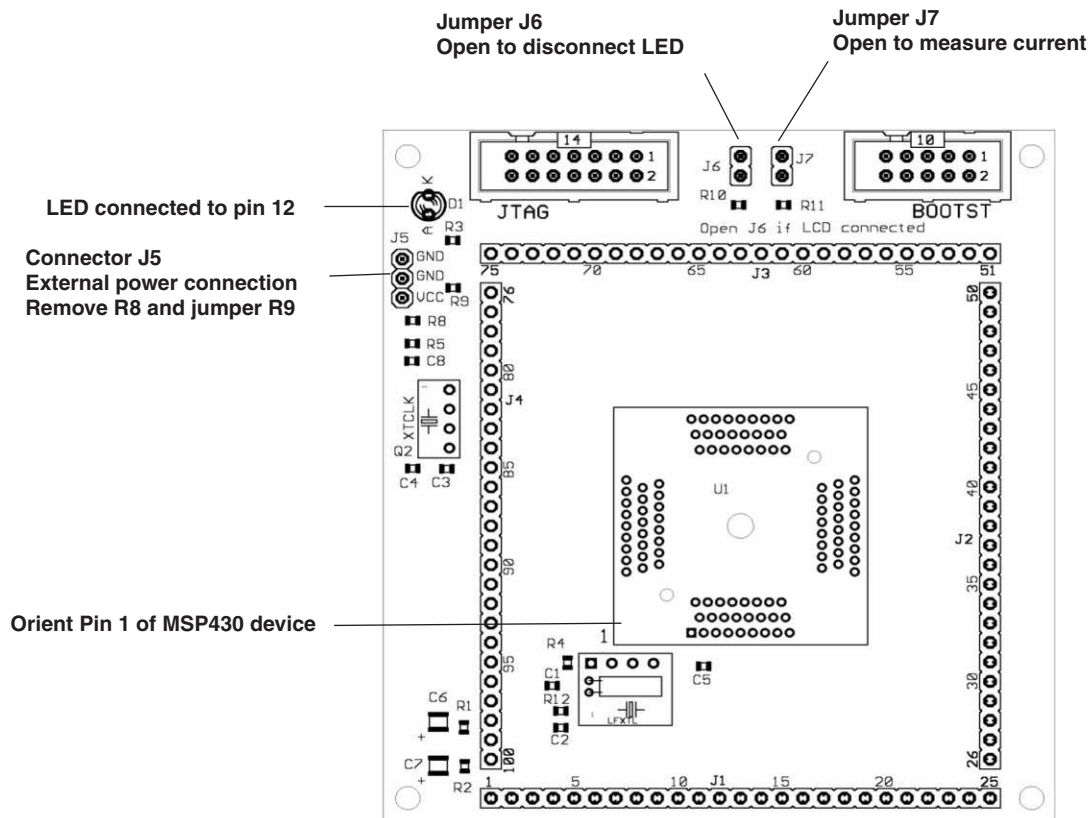 Jumper J6
Open to disconnect LED
Jumper J7
Open to measure current
14
1
2
JTAG
J6
J7
R10
R11
10
1
2
BOOTST
Open J6 if LCD connected
LED connected to pin 12
K
D1
A
R3
Connector J5
External power connection
Remove R8 and jumper R9
J5
GND
GND
VCC
R9
R8
R5
C8
75
70
65
J3
60
55
51
76
50
80
J4
45
XTCLK
Q2
85
C4
C3
U1
40
J2
90
35
Orient Pin 1 of MSP430 device
1
R4
95
C1
R12
C2
LFXTL
C5
30
C6
+
R1
C7
+
R2
100
26
1
5
10
J1
15
20
25